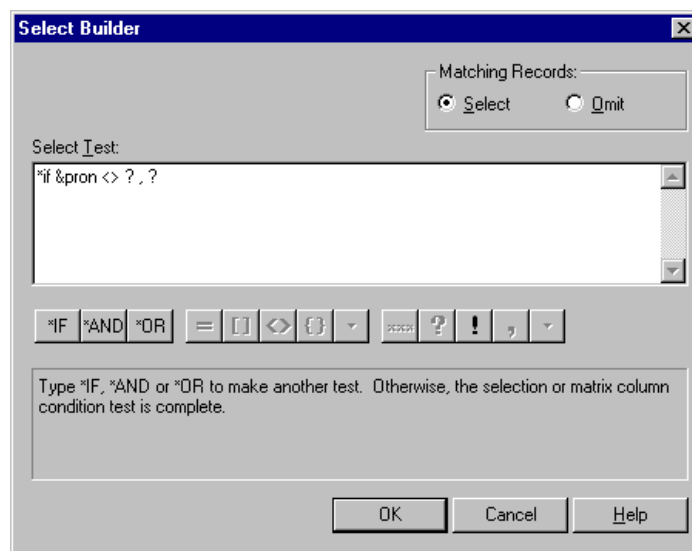 Select Builder
Matching Records:
Select Omit
Select Test:
*if &pron <> ? , ?
*IF *AND *OR = [] <> {} xxx ? ! ,
Type *IF, *AND or *OR to make another test. Otherwise, the selection or matrix column
condition test is complete.
OK Cancel Help